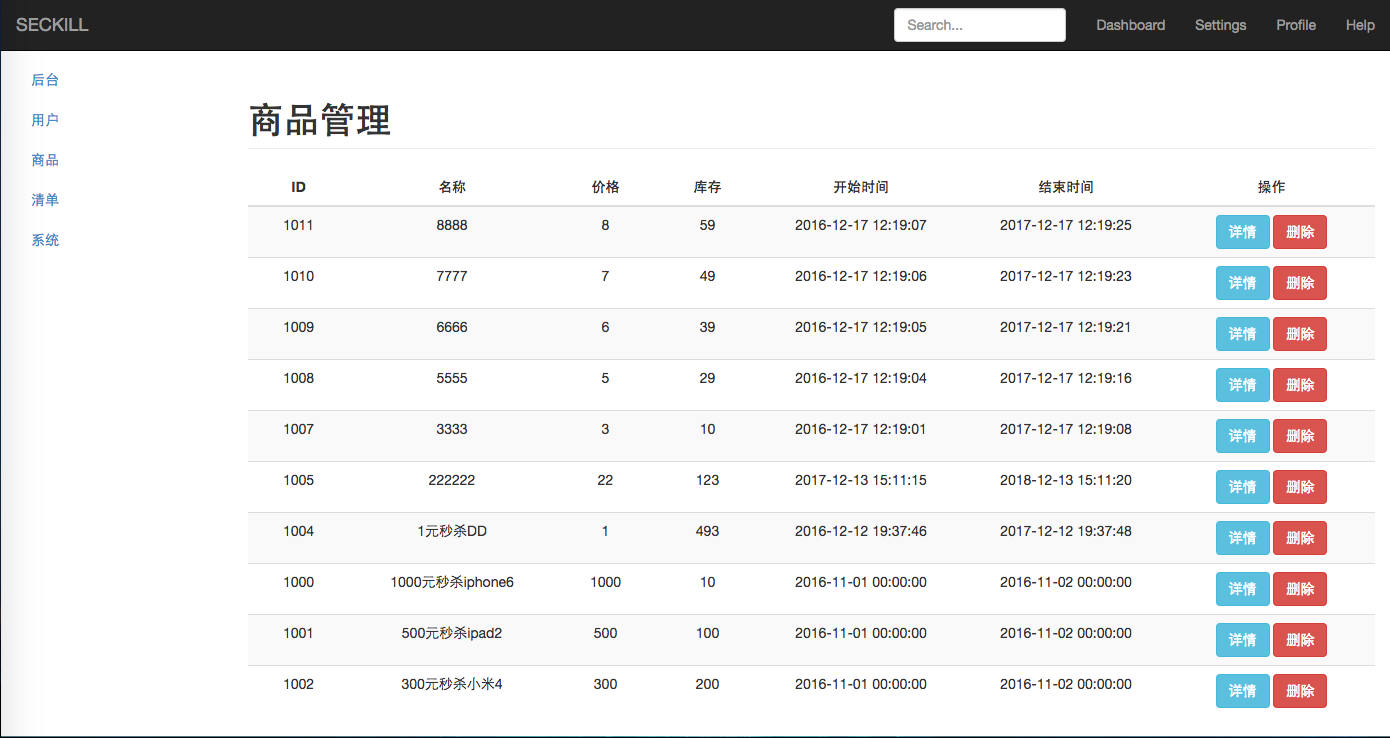 SECKILL Search... Dashboard Settings Profile Help
后台
用户
商品
清单
系统
商品管理
ID 名称 价格 库存 开始时间 结束时间 操作
1011 8888 8 59 2016-12-17 12:19:07 2017-12-17 12:19:25 详情 删除
1010 7777 7 49 2016-12-17 12:19:06 2017-12-17 12:19:23 详情 删除
1009 6666 6 39 2016-12-17 12:19:05 2017-12-17 12:19:21 详情 删除
1008 5555 5 29 2016-12-17 12:19:04 2017-12-17 12:19:16 详情 删除
1007 3333 3 10 2016-12-17 12:19:01 2017-12-17 12:19:08 详情 删除
1005 222222 22 123 2017-12-13 15:11:15 2018-12-13 15:11:20 详情 删除
1004 1元秒杀DD 1 493 2016-12-12 19:37:46 2017-12-12 19:37:48 详情 删除
1000 1000元秒杀iphone6 1000 10 2016-11-01 00:00:00 2016-11-02 00:00:00 详情 删除
1001 500元秒杀ipad2 500 100 2016-11-01 00:00:00 2016-11-02 00:00:00 详情 删除
1002 300元秒杀小米4 300 200 2016-11-01 00:00:00 2016-11-02 00:00:00 详情 删除